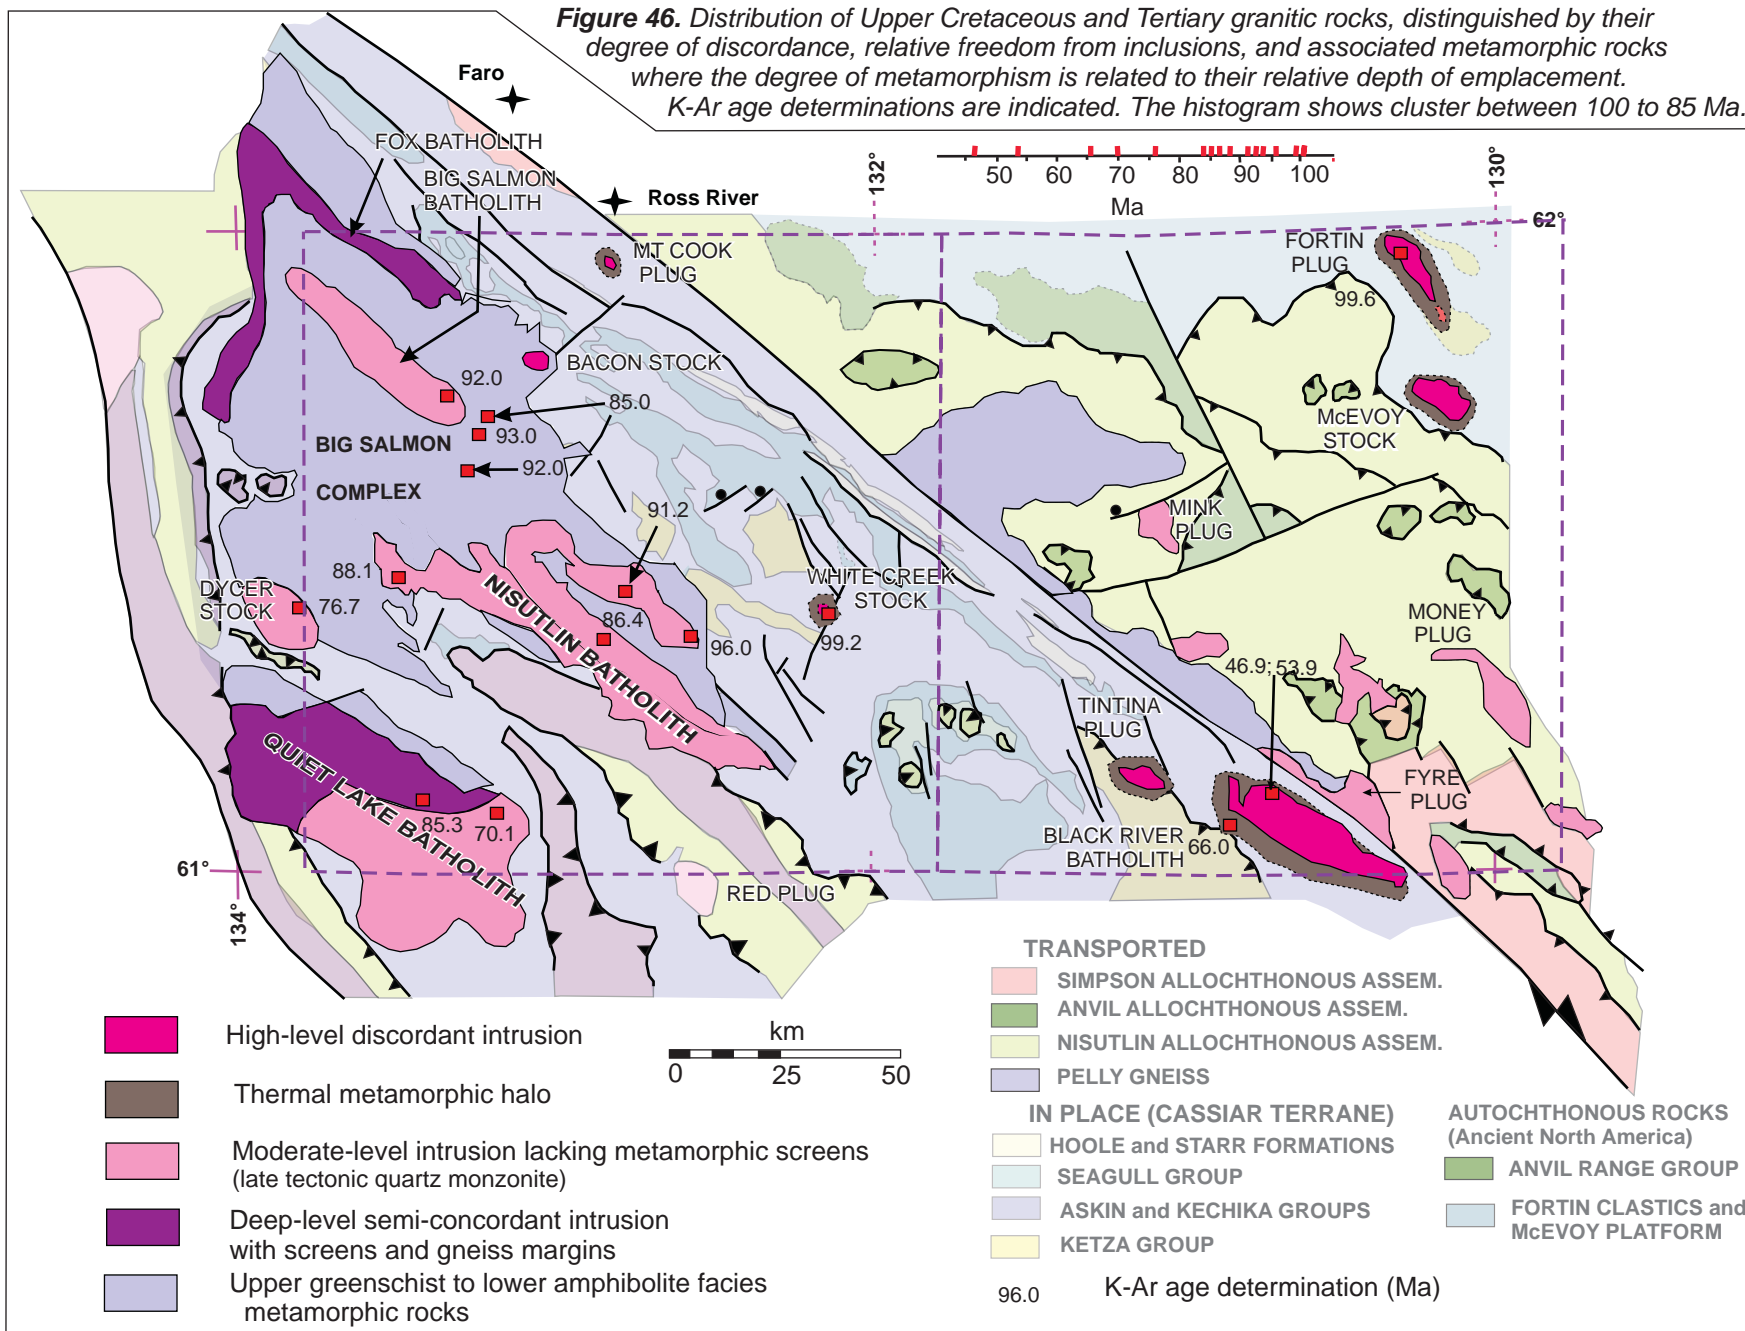 Figure 46. Distribution of Upper Cretaceous and Tertiary granitic rocks, distinguished by their
degree of discordance, relative freedom from inclusions, and associated metamorphic rocks
where the degree of metamorphism is related to their relative depth of emplacement.
K-Ar age determinations are indicated. The histogram shows cluster between 100 to 85 Ma.
Faro
FOX BATHOLITH
BIG SALMON
BATHOLITH
Ross River
132°
50 60 70 80 90 100
Ma
130°
62°
MT COOK
PLUG
FORTIN
PLUG
99.6
BACON STOCK
92.0
85.0
93.0
92.0
BIG SALMON
COMPLEX
McEVOY
STOCK
91.2
MINK
PLUG
88.1
DYCER
STOCK
76.7
NISUTLIN BATHOLITH
86.4
96.0
WHITE CREEK
STOCK
99.2
MONEY
PLUG
46.9; 53.9
TINTINA
PLUG
QUIET LAKE BATHOLITH
85.3
70.1
FYRE
PLUG
BLACK RIVER
BATHOLITH
66.0
61°
134°
RED PLUG
High-level discordant intrusion
Thermal metamorphic halo
Moderate-level intrusion lacking metamorphic screens
(late tectonic quartz monzonite)
Deep-level semi-concordant intrusion
with screens and gneiss margins
Upper greenschist to lower amphibolite facies
metamorphic rocks
km
0 25 50
TRANSPORTED
SIMPSON ALLOCHTHONOUS ASSEM.
ANVIL ALLOCHTHONOUS ASSEM.
NISUTLIN ALLOCHTHONOUS ASSEM.
PELLY GNEISS
IN PLACE (CASSIAR TERRANE)
HOOLE and STARR FORMATIONS
SEAGULL GROUP
ASKIN and KECHIKA GROUPS
KETZA GROUP
96.0 K-Ar age determination (Ma)
AUTOCHTHONOUS ROCKS
(Ancient North America)
ANVIL RANGE GROUP
FORTIN CLASTICS and
McEVOY PLATFORM